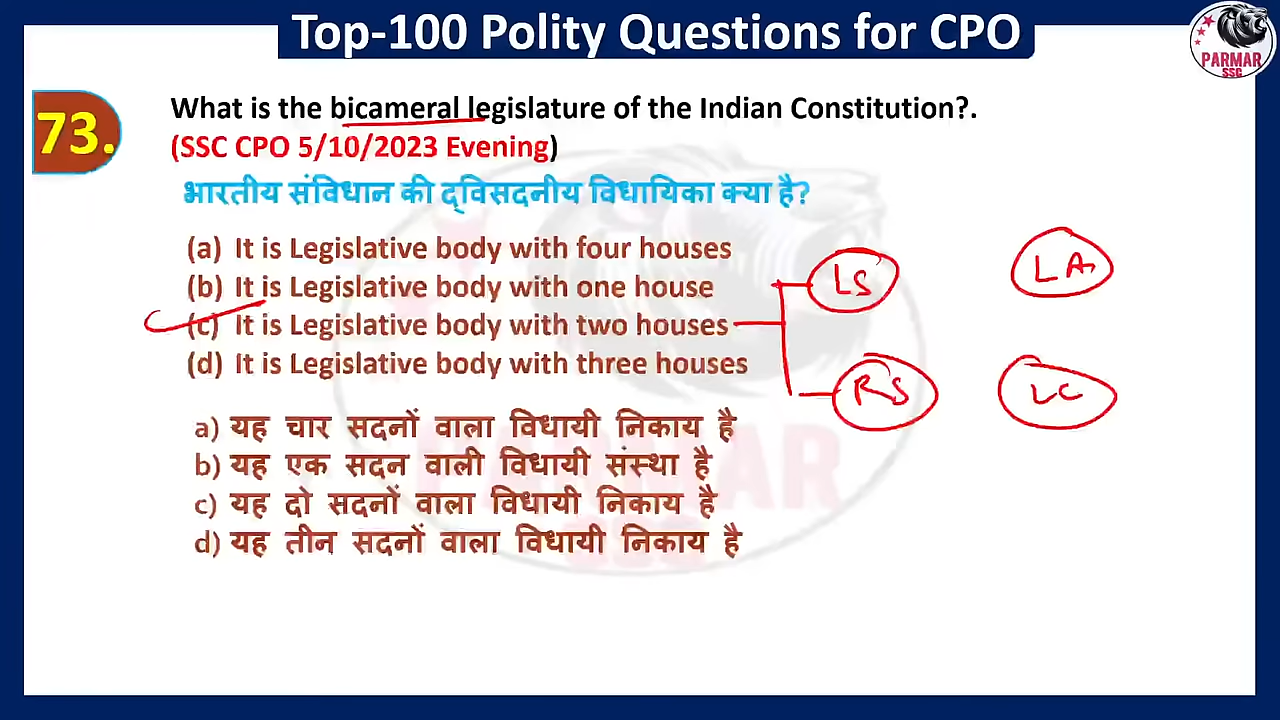 Top-100 Polity Questions for CPO
PARMAR
SSC
73.
What is the bicameral legislature of the Indian Constitution?.
(SSC CPO 5/10/2023 Evening)
भारतीय संविधान की द्विसदनीय विधायिका क्या है?
(a) It is Legislative body with four houses
(b) It is Legislative body with one house
(c) It is Legislative body with two houses
(d) It is Legislative body with three houses
LS
LA
RS
LC
a) यह चार सदनों वाला विधायी निकाय है
b) यह एक सदन वाली विधायी संस्था है
c) यह दो सदनों वाला विधायी निकाय है
d) यह तीन सदनों वाला विधायी निकाय है
PARMAR
SSC